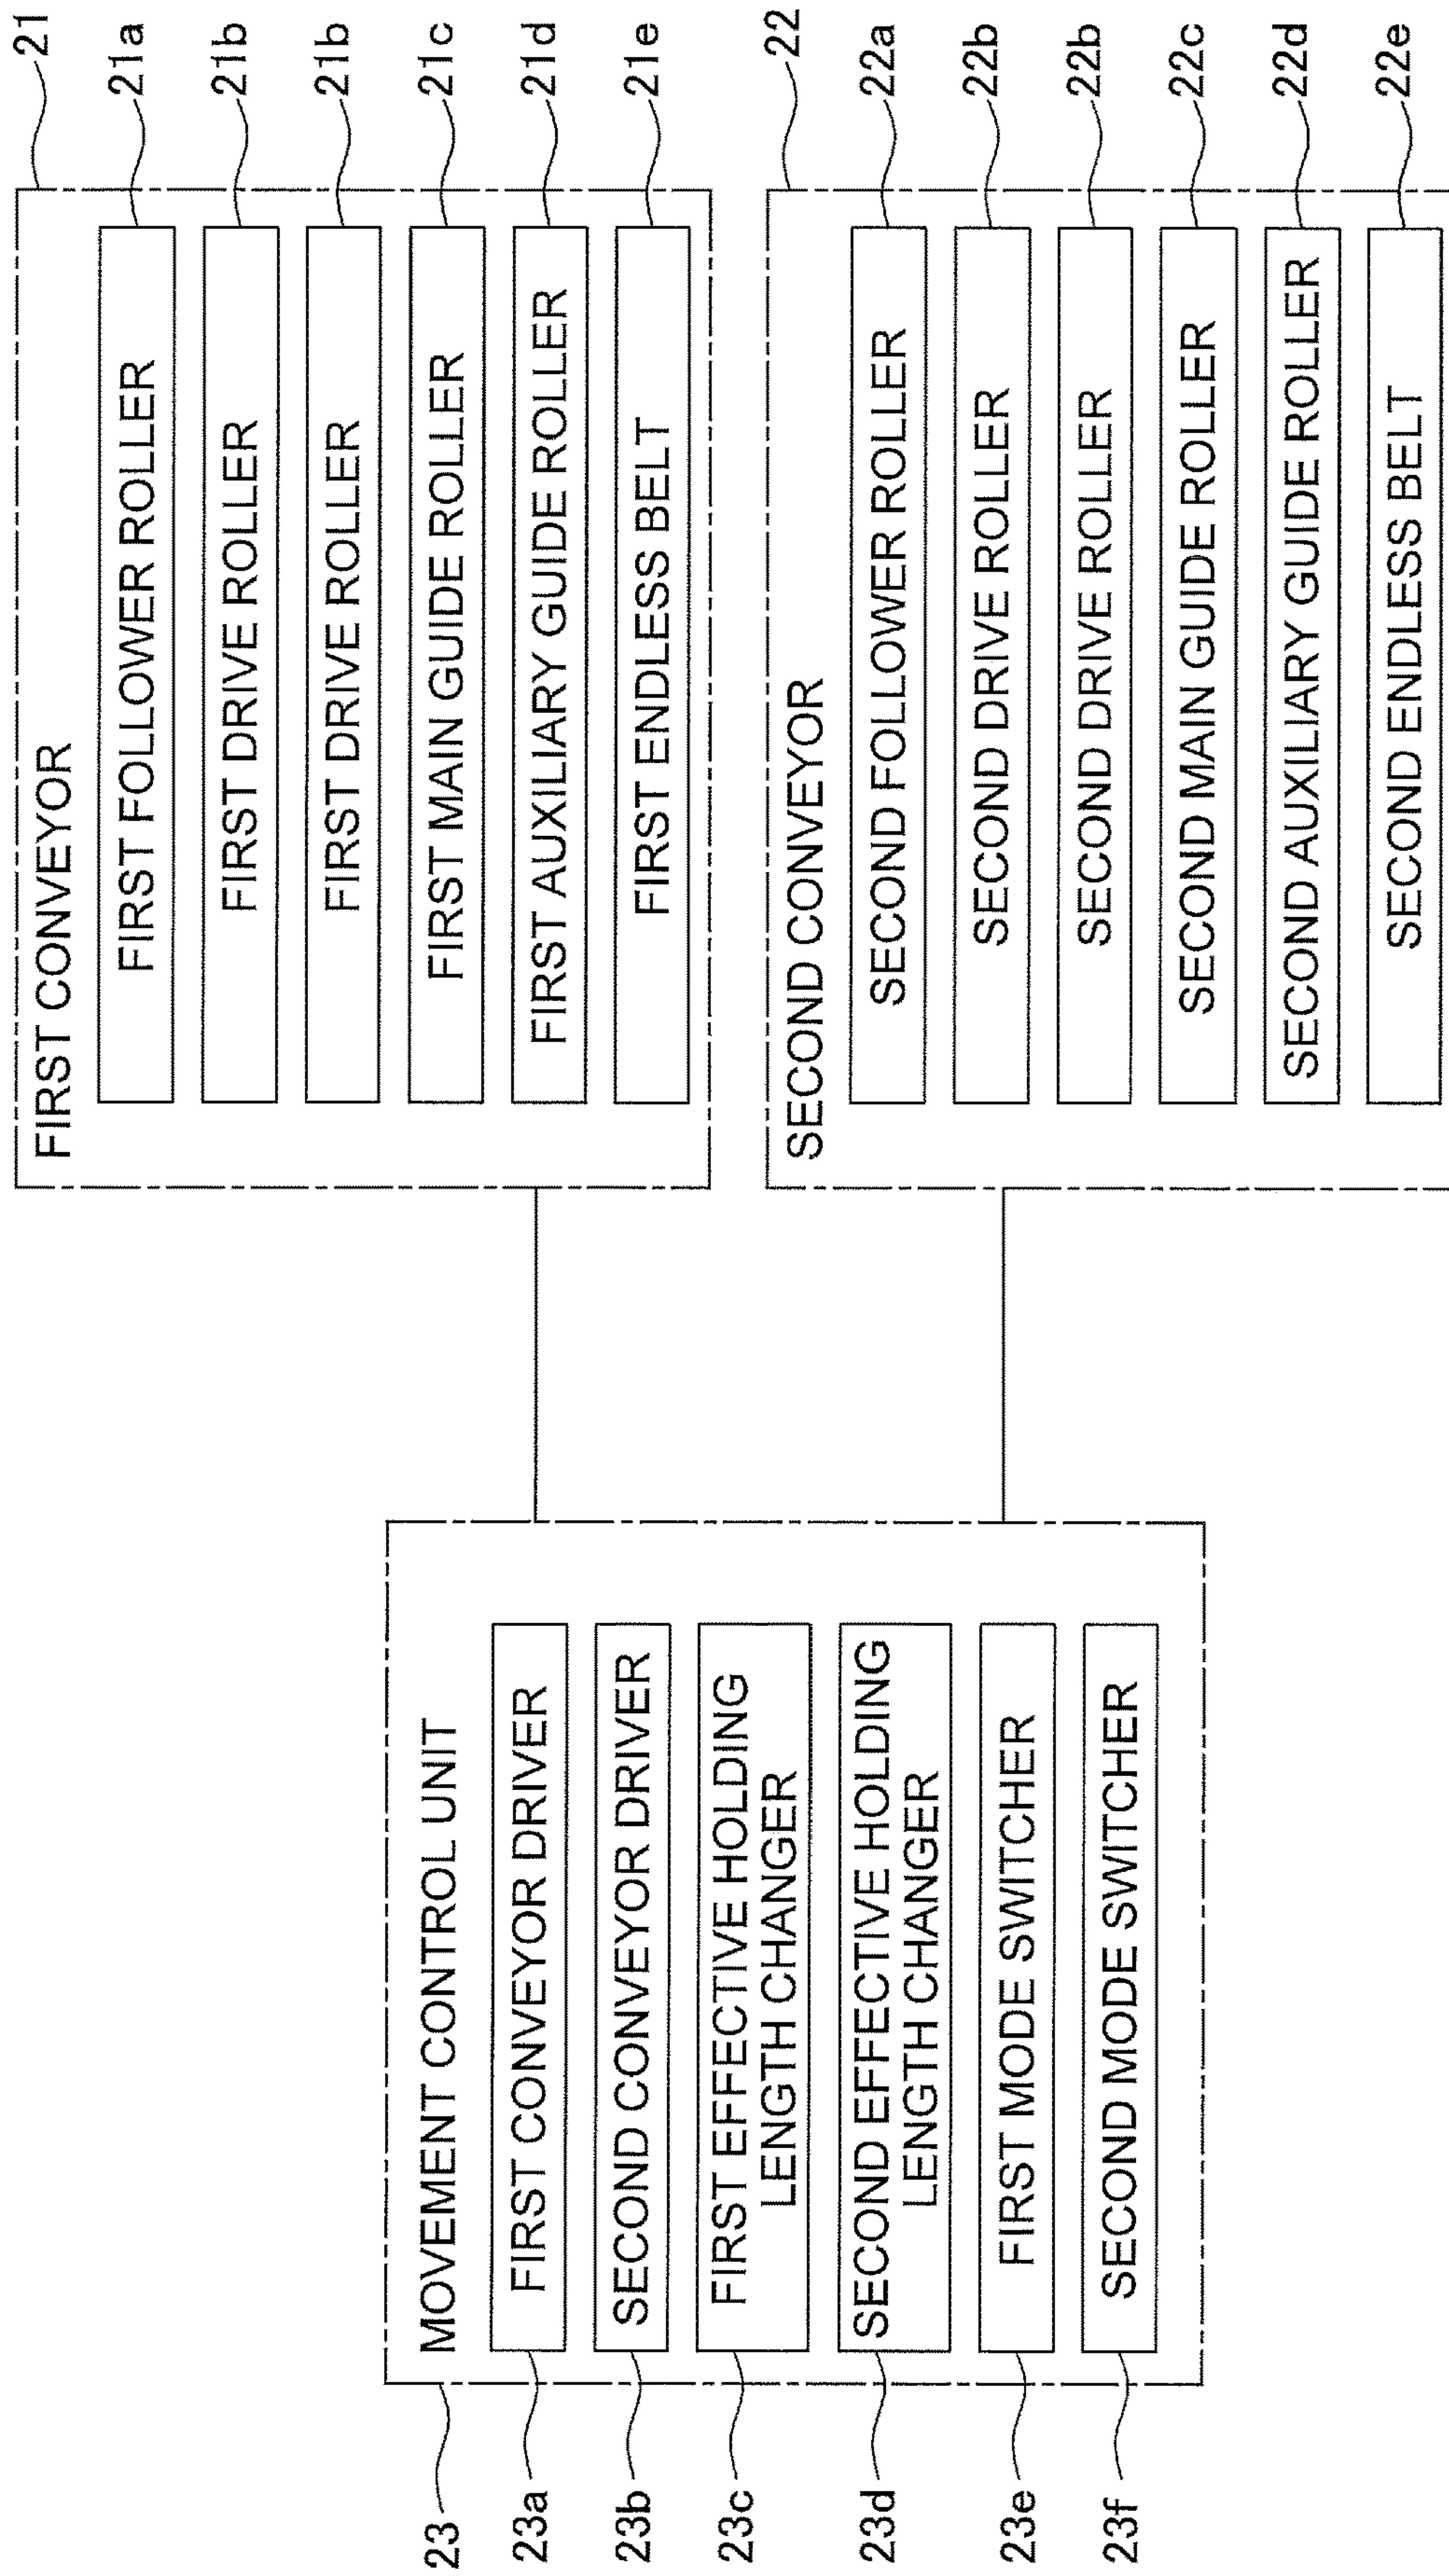 23
MOVEMENT CONTROL UNIT
23a
FIRST CONVEYOR DRIVER
23b
SECOND CONVEYOR DRIVER
23c
FIRST EFFECTIVE HOLDING
LENGTH CHANGER
23d
SECOND EFFECTIVE HOLDING
LENGTH CHANGER
23e
FIRST MODE SWITCHER
23f
SECOND MODE SWITCHER
FIRST CONVEYOR
21
FIRST FOLLOWER ROLLER
21a
FIRST DRIVE ROLLER
21b
FIRST DRIVE ROLLER
21b
FIRST MAIN GUIDE ROLLER
21c
FIRST AUXILIARY GUIDE ROLLER
21d
FIRST ENDLESS BELT
21e
SECOND CONVEYOR
22
SECOND FOLLOWER ROLLER
22a
SECOND DRIVE ROLLER
22b
SECOND DRIVE ROLLER
22b
SECOND MAIN GUIDE ROLLER
22c
SECOND AUXILIARY GUIDE ROLLER
22d
SECOND ENDLESS BELT
22e